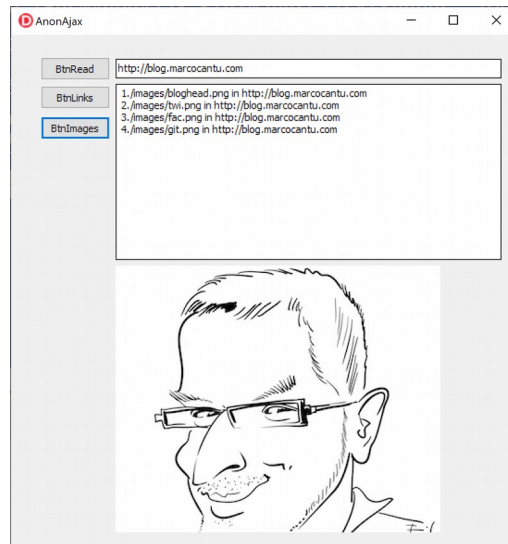 AnonAjax
BtnRead
http://blog.marcocantu.com
BtnLinks
BtnImages
1./images/bloghead.png in http://blog.marcocantu.com
2./images/twi.png in http://blog.marcocantu.com
3./images/fac.png in http://blog.marcocantu.com
4./images/git.png in http://blog.marcocantu.com